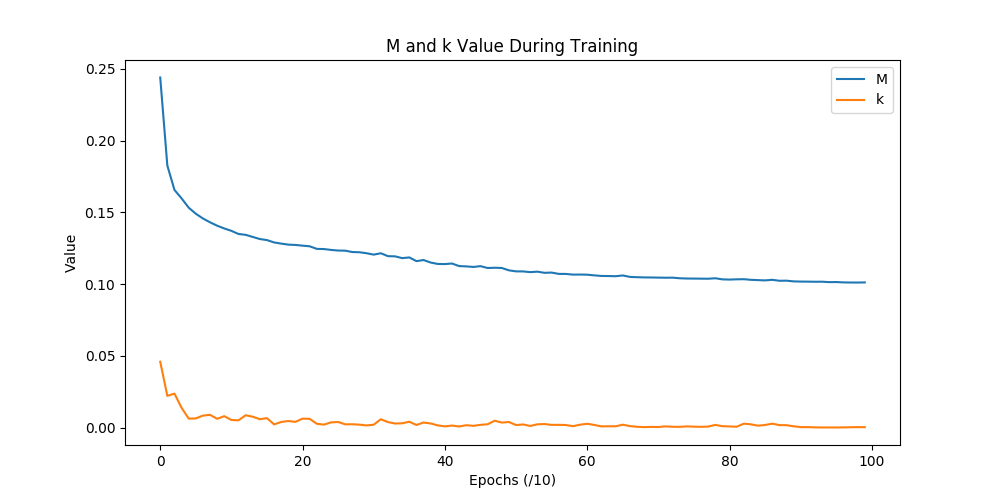 M and k Value During Training
M
k
Value
0.25
0.20
0.15
0.10
0.05
0.00
0 20 40 60 80 100
Epochs (/10)